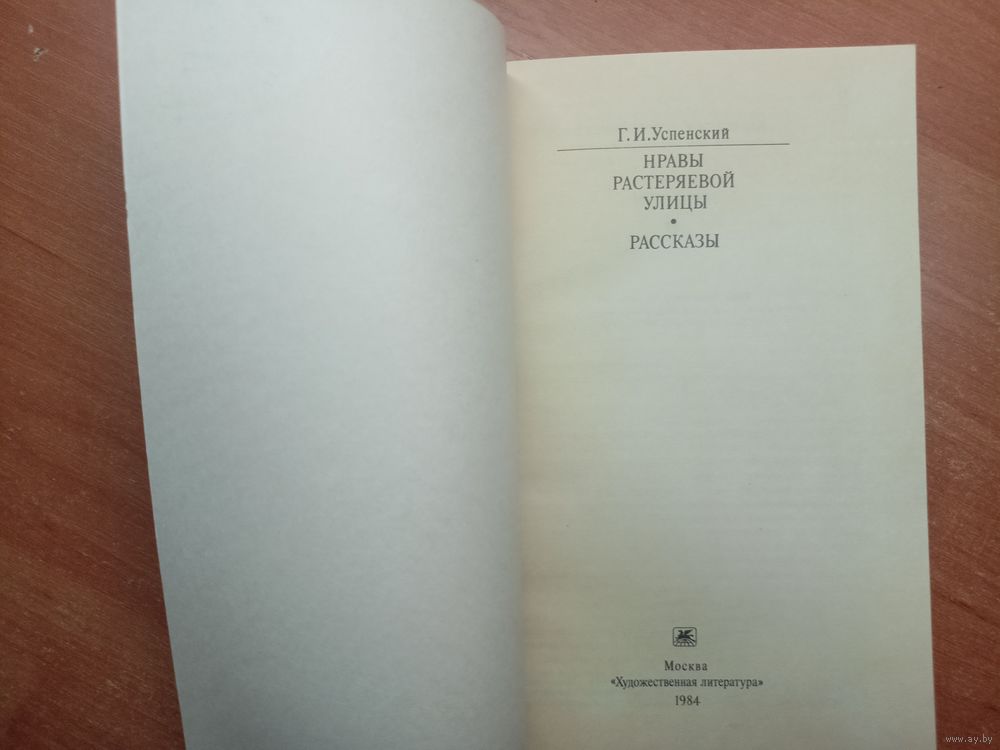 Г.И.Успенский
НРАВЫ
РАСТЕРЯЕВОЙ
УЛИЦЫ
•
РАССКАЗЫ
Москва
«Художественная литература»
1984
www.ay.by